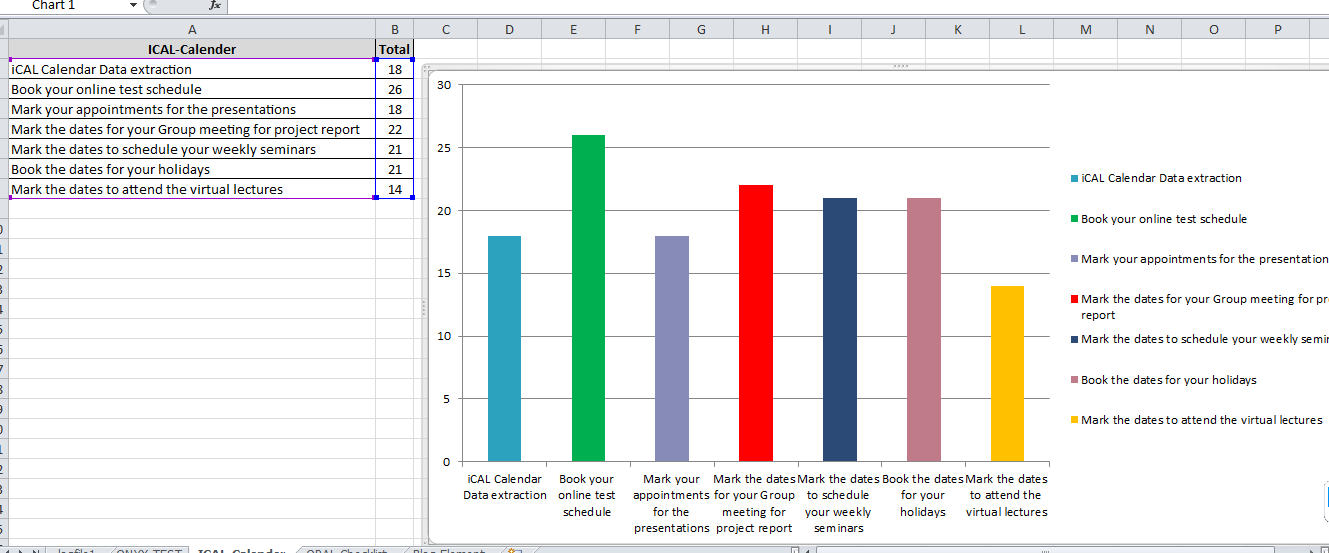 Chart 1
fx
A B C D E F G H I J K L M N O P
ICAL-Calender Total
iCAL Calendar Data extraction 18
Book your online test schedule 26
Mark your appointments for the presentations 18
Mark the dates for your Group meeting for project report 22
Mark the dates to schedule your weekly seminars 21
Book the dates for your holidays 21
Mark the dates to attend the virtual lectures 14
30
25
20
15
10
5
0
iCAL Calendar
Data extraction
Book your
online test
schedule
Mark your
appointments
for the
presentations
Mark the dates
for your Group
meeting for
project report
Mark the dates
to schedule
your weekly
seminars
Book the dates
for your
holidays
Mark the dates
to attend the
virtual lectures
iCAL Calendar Data extraction
Book your online test schedule
Mark your appointments for the presentation
Mark the dates for your Group meeting for pr
report
Mark the dates to schedule your weekly semi
Book the dates for your holidays
Mark the dates to attend the virtual lectures